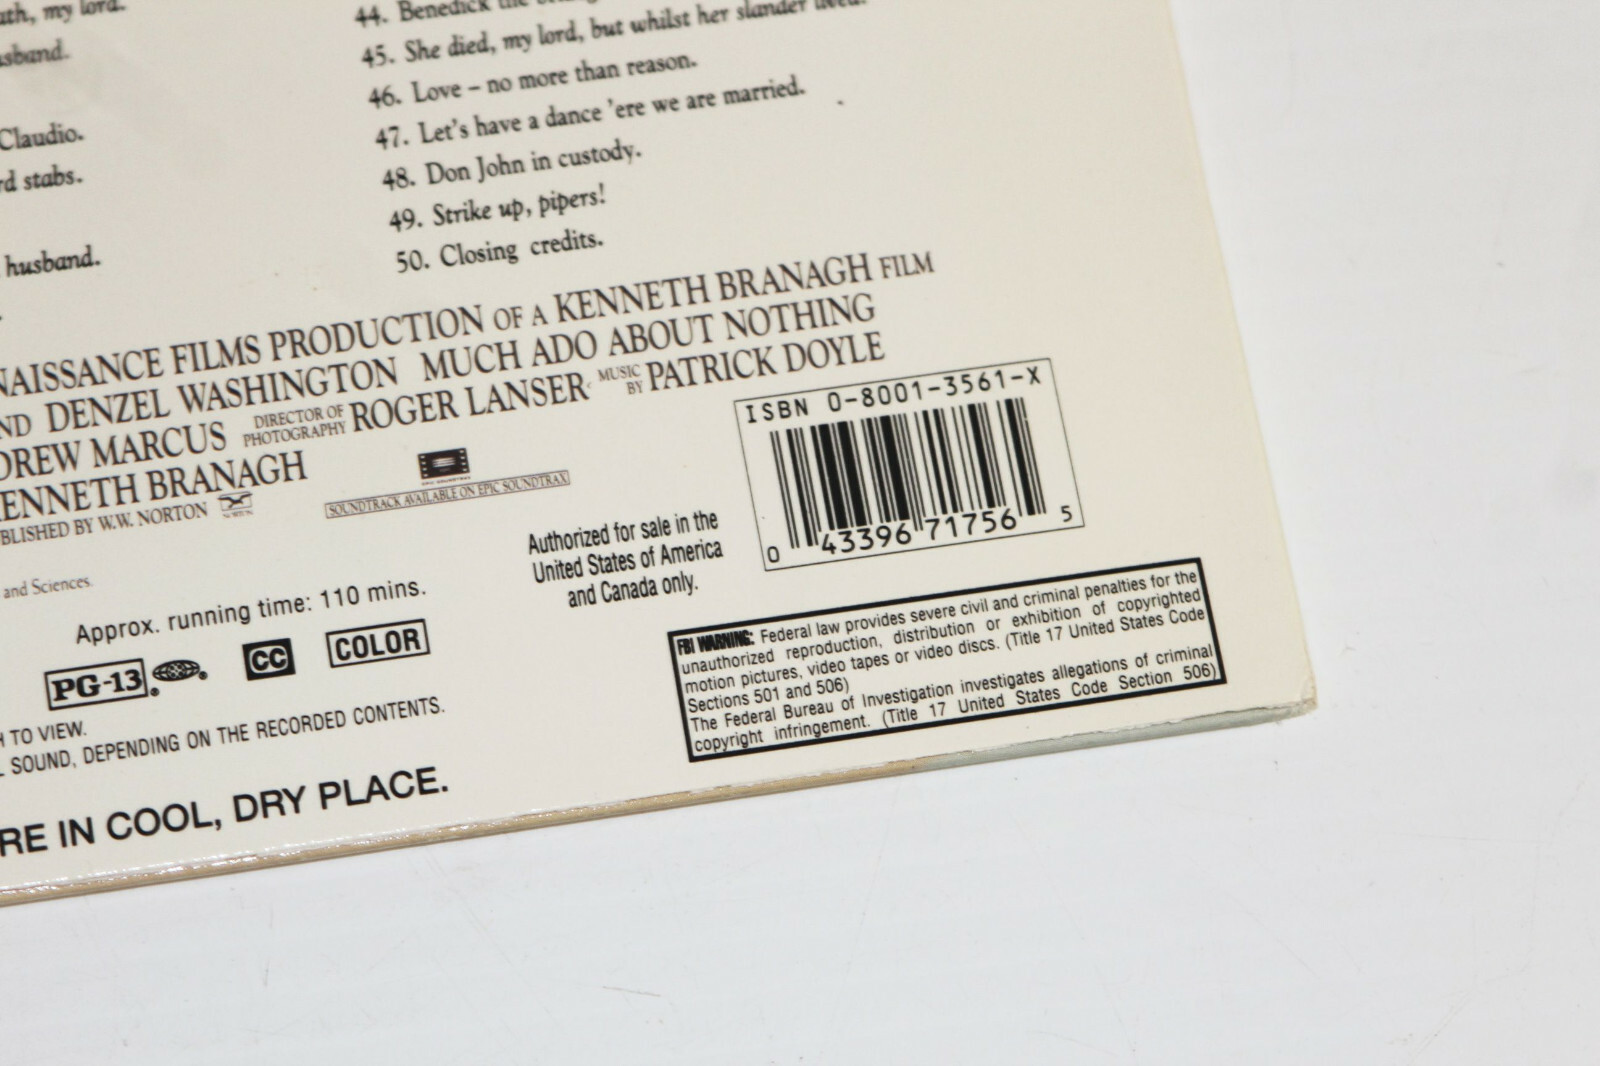 my lord.
44. Benedick the
45. She died, my lord, but whilst her slander lived.
46. Love – no more than reason.
47. Let's have a dance 'ere we are married.
48. Don John in custody.
49. Strike up, pipers!
50. Closing credits.
Claudio.
stabs.
husband.
FILMS PRODUCTION OF A KENNETH BRANAGH FILM
DENZEL WASHINGTON MUCH ADO ABOUT NOTHING
MARCUS DIRECTOR OF PHOTOGRAPHY ROGER LANSER MUSIC BY PATRICK DOYLE
KENNETH BRANAGH
BY W.W. NORTON
NORTON
SOUNDTRACK AVAILABLE ON EPIC SOUNDTRAX
and Sciences.
Approx. running time: 110 mins.
PG-13
CC
COLOR
TO VIEW.
SOUND, DEPENDING ON THE RECORDED CONTENTS.
IN COOL, DRY PLACE.
Authorized for sale in the
United States of America
and Canada only.
ISBN 0-8001-3561-X
0 43396 71756 5
FBI WARNING: Federal law provides severe civil and criminal penalties for the
unauthorized reproduction, distribution or exhibition of copyrighted
motion pictures, video tapes or video discs. (Title 17 United States Code
Sections 501 and 506)
The Federal Bureau of Investigation investigates allegations of criminal
copyright infringement. (Title 17 United States Code Section 506)